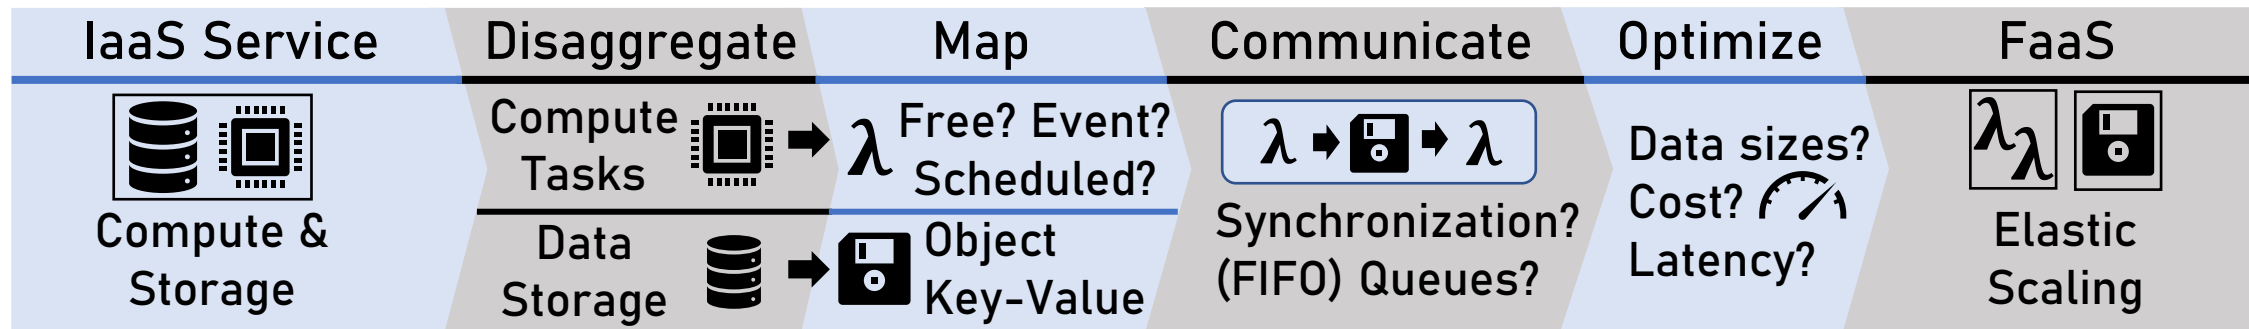 IaaS Service
Compute &
Storage
Disaggregate
Compute
Tasks
Data
Storage
Map
λ
Free? Event?
Scheduled?
Object
Key-Value
Communicate
λ λ
Synchronization?
(FIFO) Queues?
Optimize
Data sizes?
Cost?
Latency?
FaaS
λ
λ
Elastic
Scaling